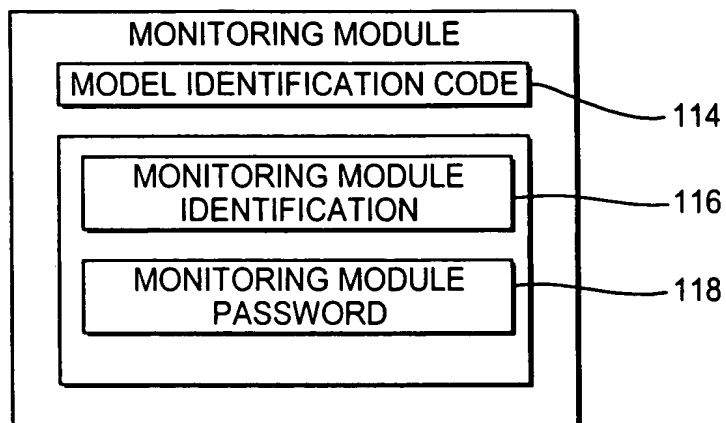 MONITORING MODULE
MODEL IDENTIFICATION CODE
114
MONITORING MODULE
IDENTIFICATION
116
MONITORING MODULE
PASSWORD
118